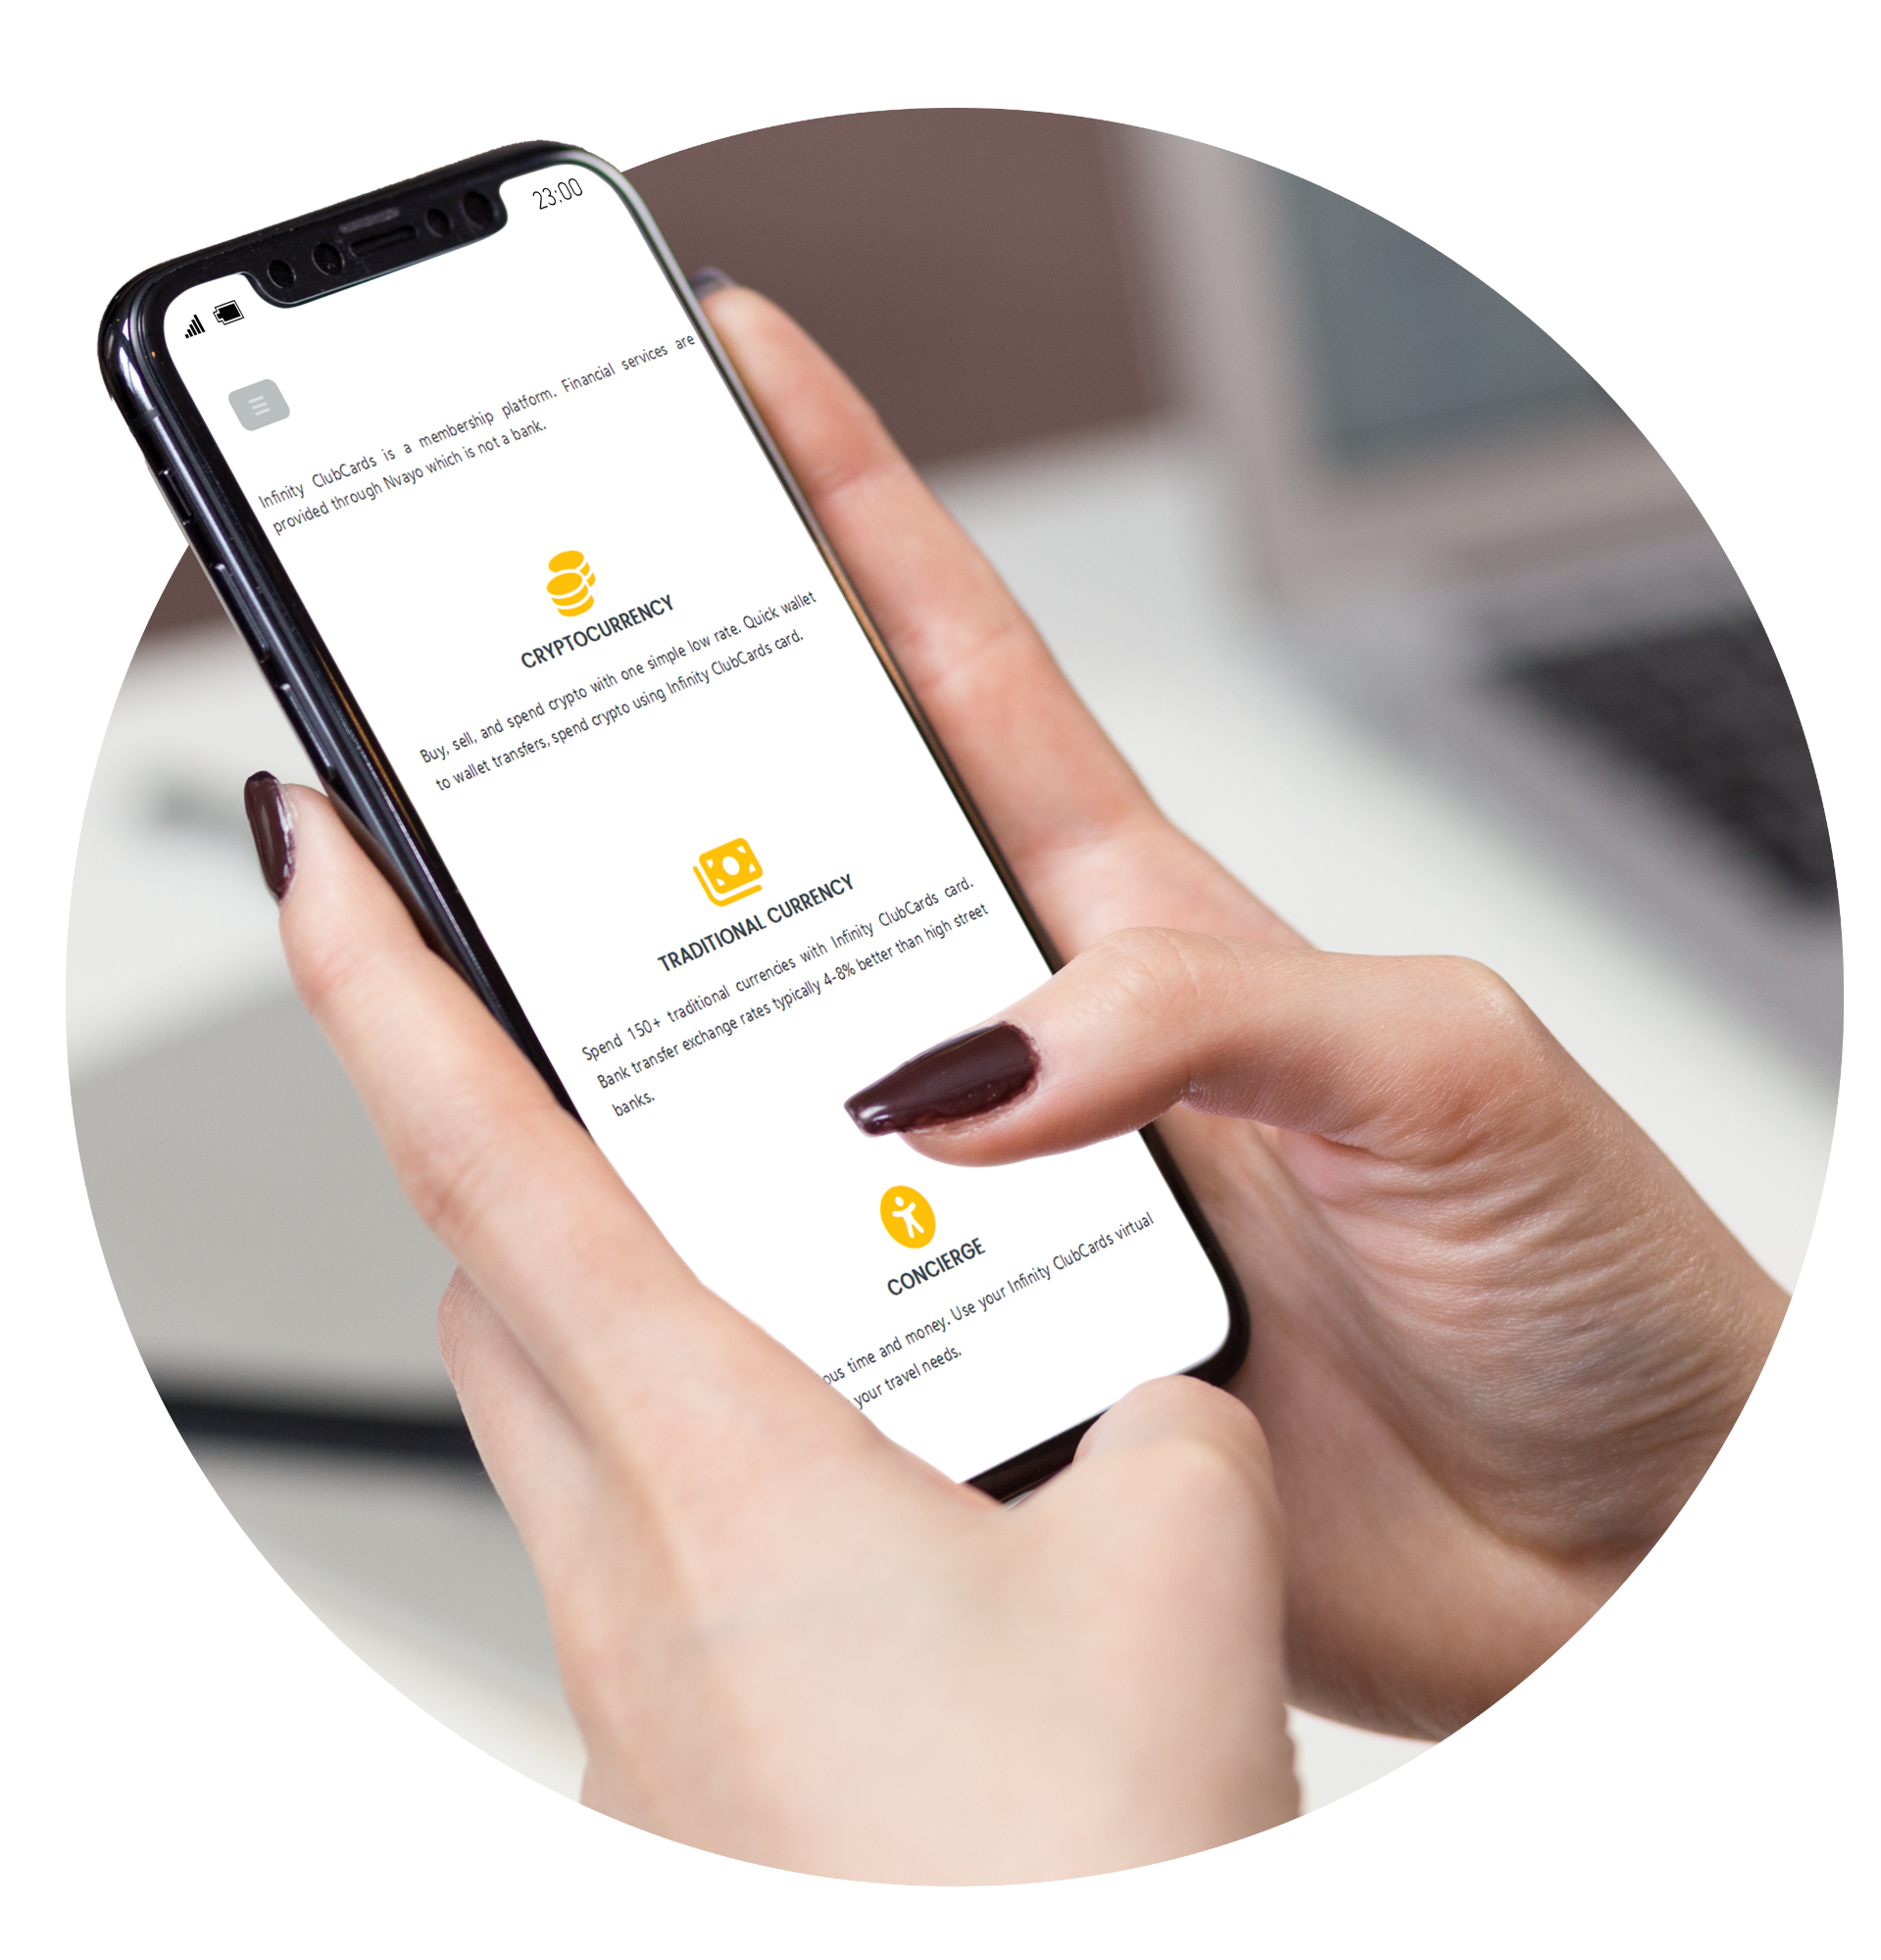 23:00
Infinity ClubCards is a membership platform. Financial services are
provided through Nvayo which is not a bank.
CRYPTOCURRENCY
Buy, sell, and spend crypto with one simple low rate. Quick wallet
to wallet transfers, spend crypto using Infinity ClubCards card.
TRADITIONAL CURRENCY
Spend 150+ traditional currencies with Infinity ClubCards card.
Bank transfer exchange rates typically 4-8% better than high street
banks.
CONCIERGE
time and money. Use your Infinity ClubCards virtual
your travel needs.